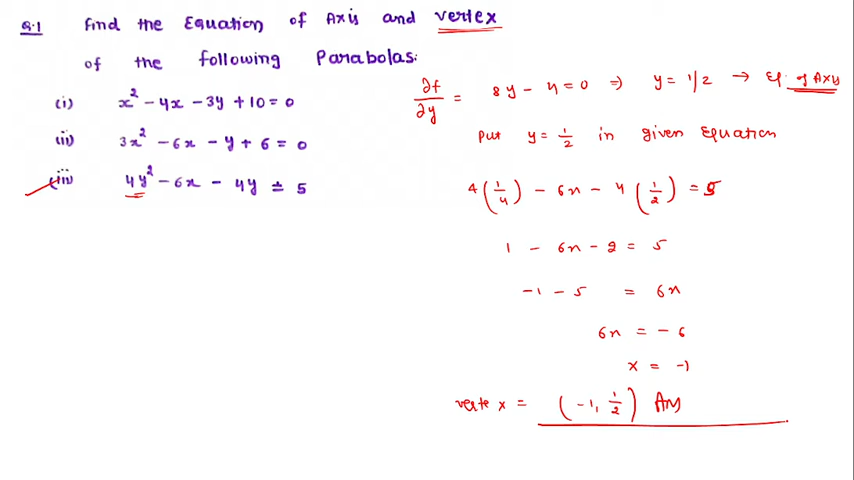 Q.1 Find the Equation of Axis and vertex
of the following Parabolas:
(i) x² - 4x - 3y + 10 = 0
(ii) 3x² - 6x - y + 6 = 0
(iii) 4y² - 6x - 4y = 5
∂f/∂y = 8y - 4 = 0 ⇒ y = 1/2 → Eq. of Axis
Put y = 1/2 in given Equation
4(1/4) - 6x - 4(1/2) = 5
1 - 6x - 2 = 5
-1 - 5 = 6x
6x = -6
x = -1
vertex = (-1, 1/2) Ans